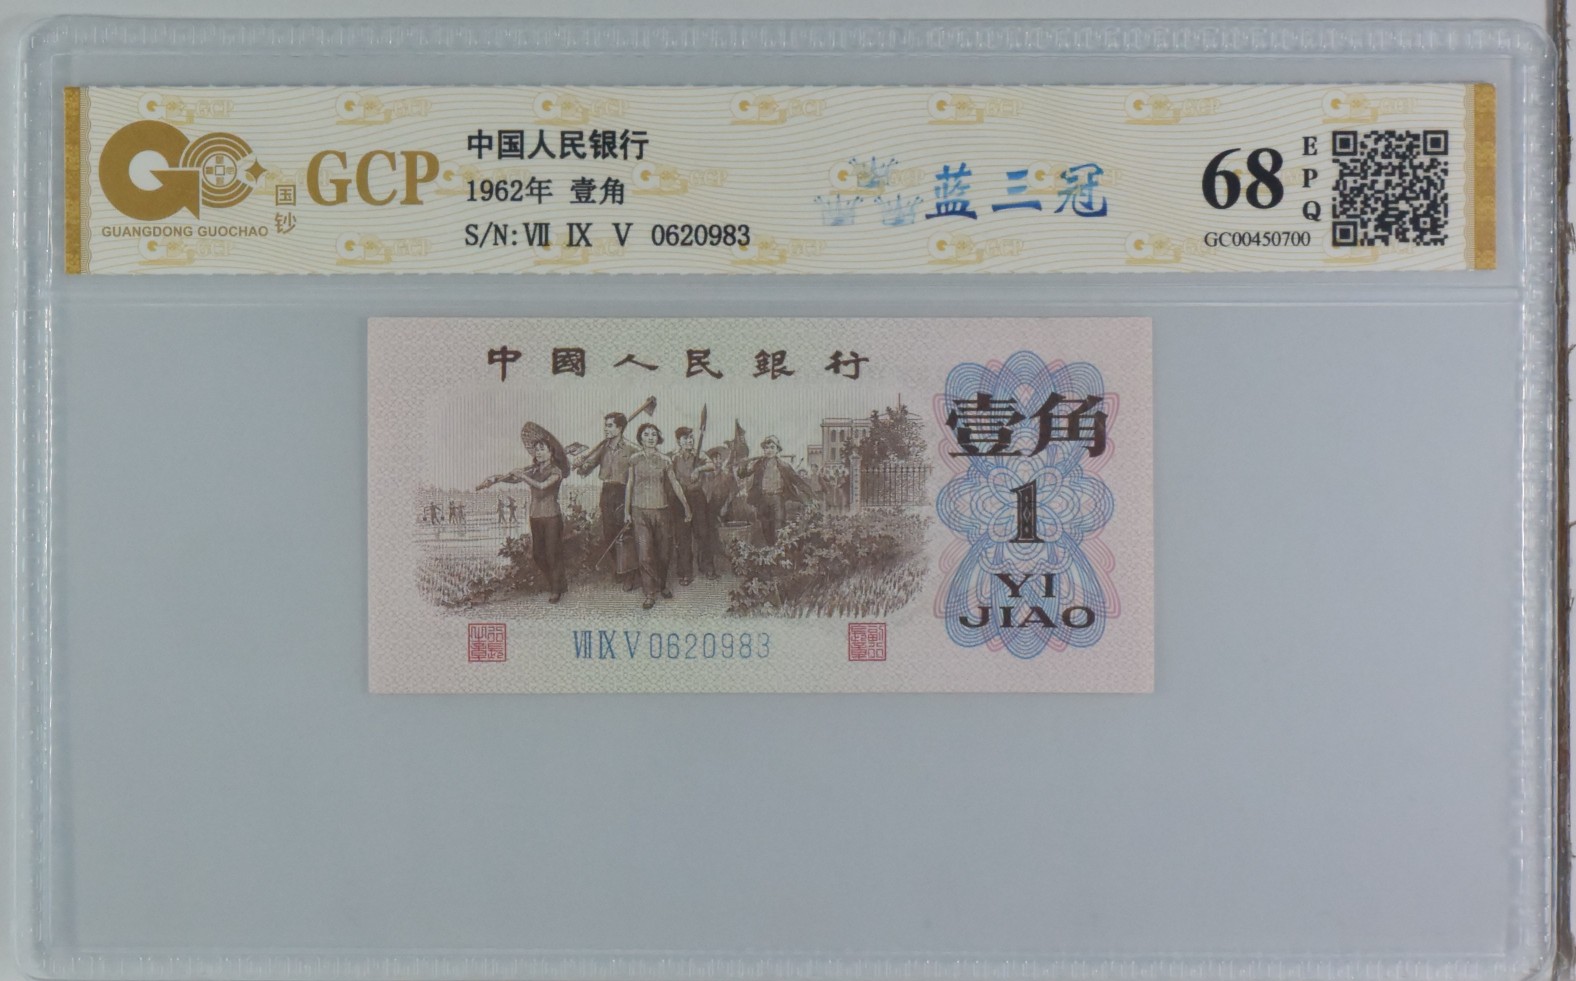 GCP
国钞
GUANGDONG GUOCHAO
中国人民银行
1962年 壹角
S/N: Ⅶ Ⅸ Ⅴ 0620983
蓝三冠
68
EPQ
GC00450700
中國人民銀行
壹角
1
YI
JIAO
ⅦⅨⅤ0620983